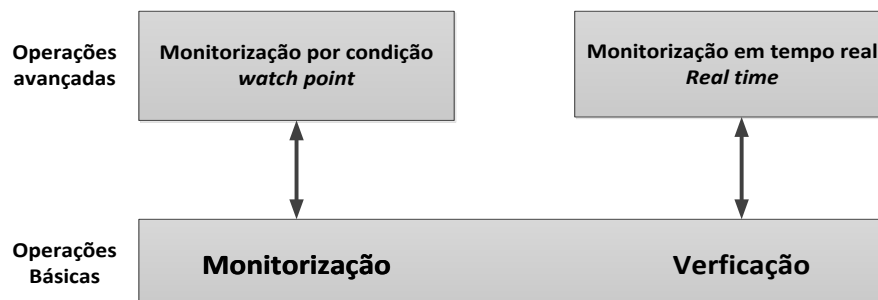 Operações
avançadas
Monitorização por condição
watch point
Monitorização em tempo real
Real time
Operações
Básicas
Monitorização
Verficação